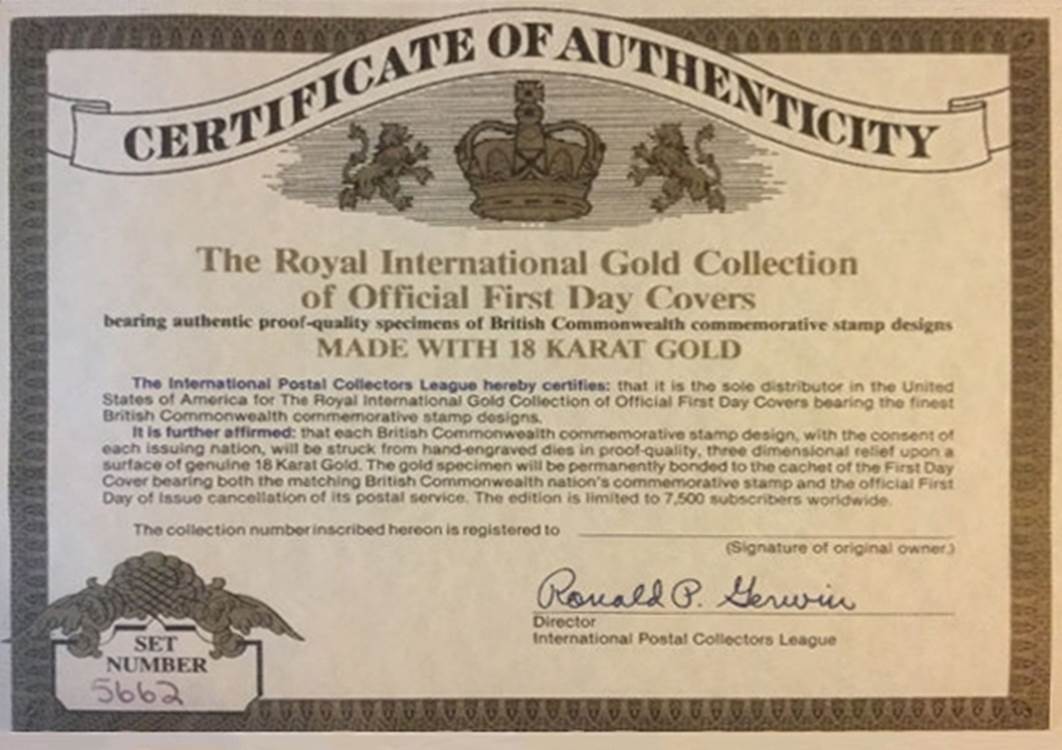 CERTIFICATE OF AUTHENTICITY
The Royal International Gold Collection
of Official First Day Covers
bearing authentic proof-quality specimens of British Commonwealth commemorative stamp designs
MADE WITH 18 KARAT GOLD
The International Postal Collectors League hereby certifies: that it is the sole distributor in the United
States of America for The Royal International Gold Collection of Official First Day Covers bearing the finest
British Commonwealth commemorative stamp designs.
It is further affirmed: that each British Commonwealth commemorative stamp design, with the consent of
each issuing nation, will be struck from hand-engraved dies in proof-quality, three dimensional relief upon a
surface of genuine 18 Karat Gold. The gold specimen will be permanently bonded to the cachet of the First Day
Cover bearing both the matching British Commonwealth nation's commemorative stamp and the official First
Day of Issue cancellation of its postal service. The edition is limited to 7,500 subscribers worldwide.
The collection number inscribed hereon is registered to
(Signature of original owner.)
Ronald P. Gerwin
Director
International Postal Collectors League
SET
NUMBER
5662